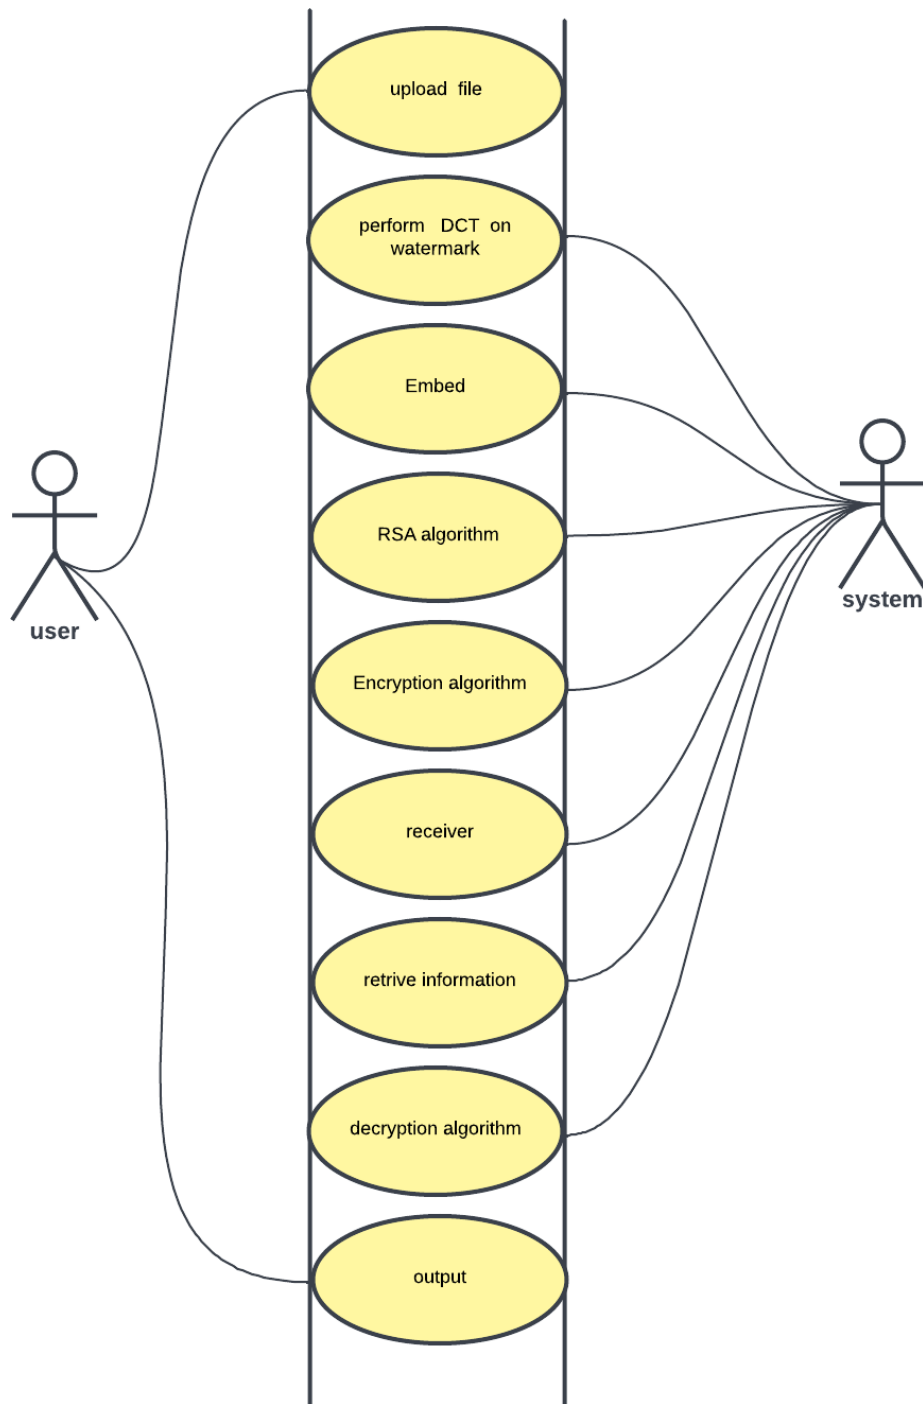 upload file
perform DCT on
watermark
Embed
RSA algorithm
user
system
Encryption algorithm
receiver
retrive information
decryption algorithm
output